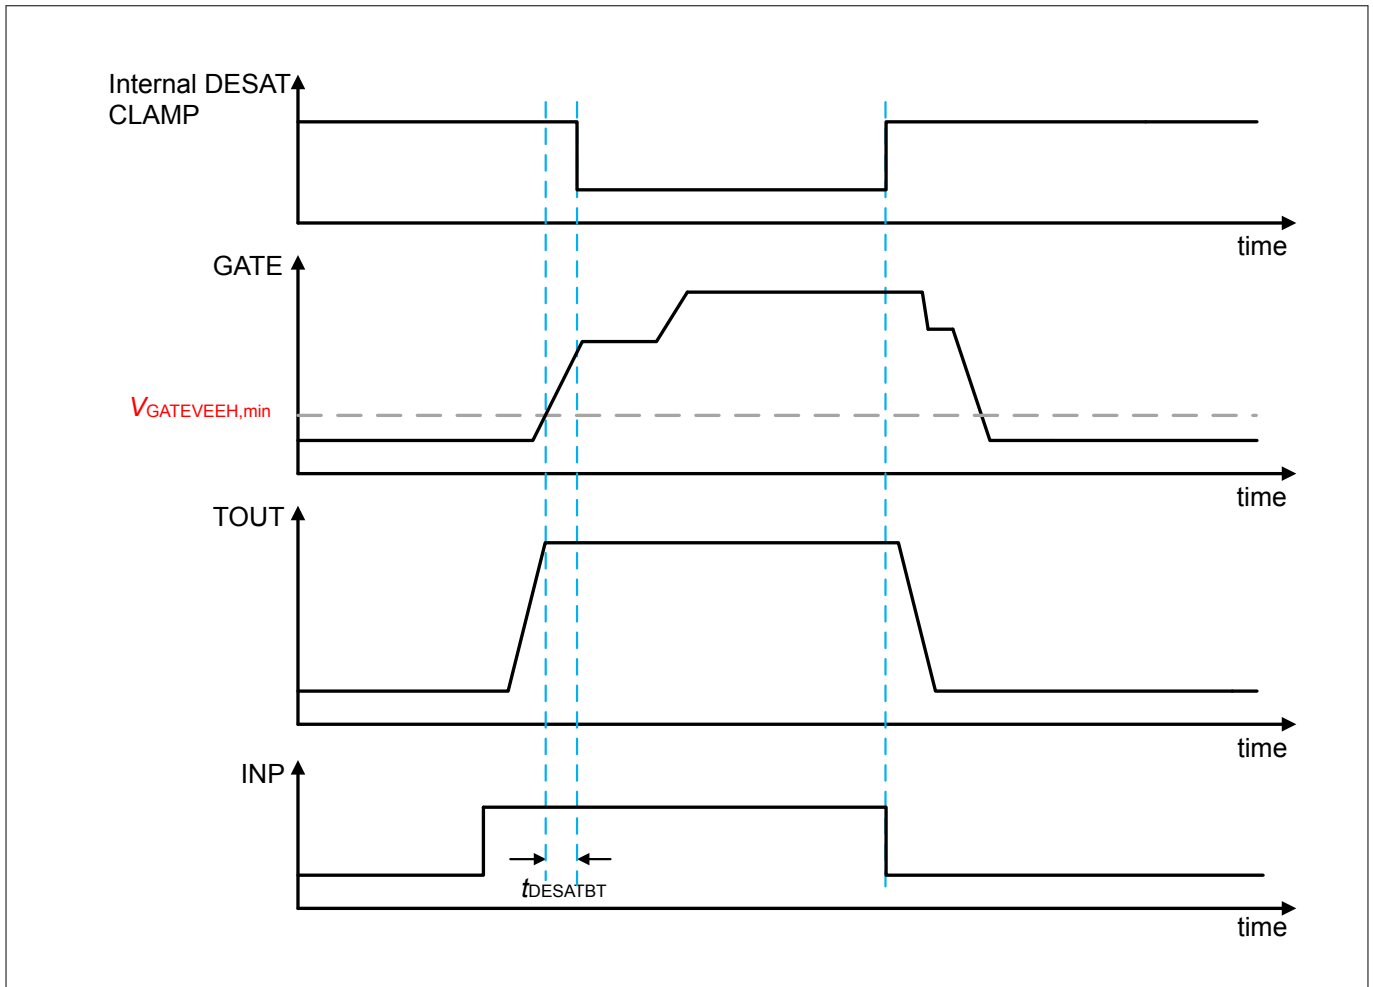 Internal DESAT
CLAMP
time
GATE
VGATEVEEH,min
time
TOUT
time
INP
tDESATBT
time